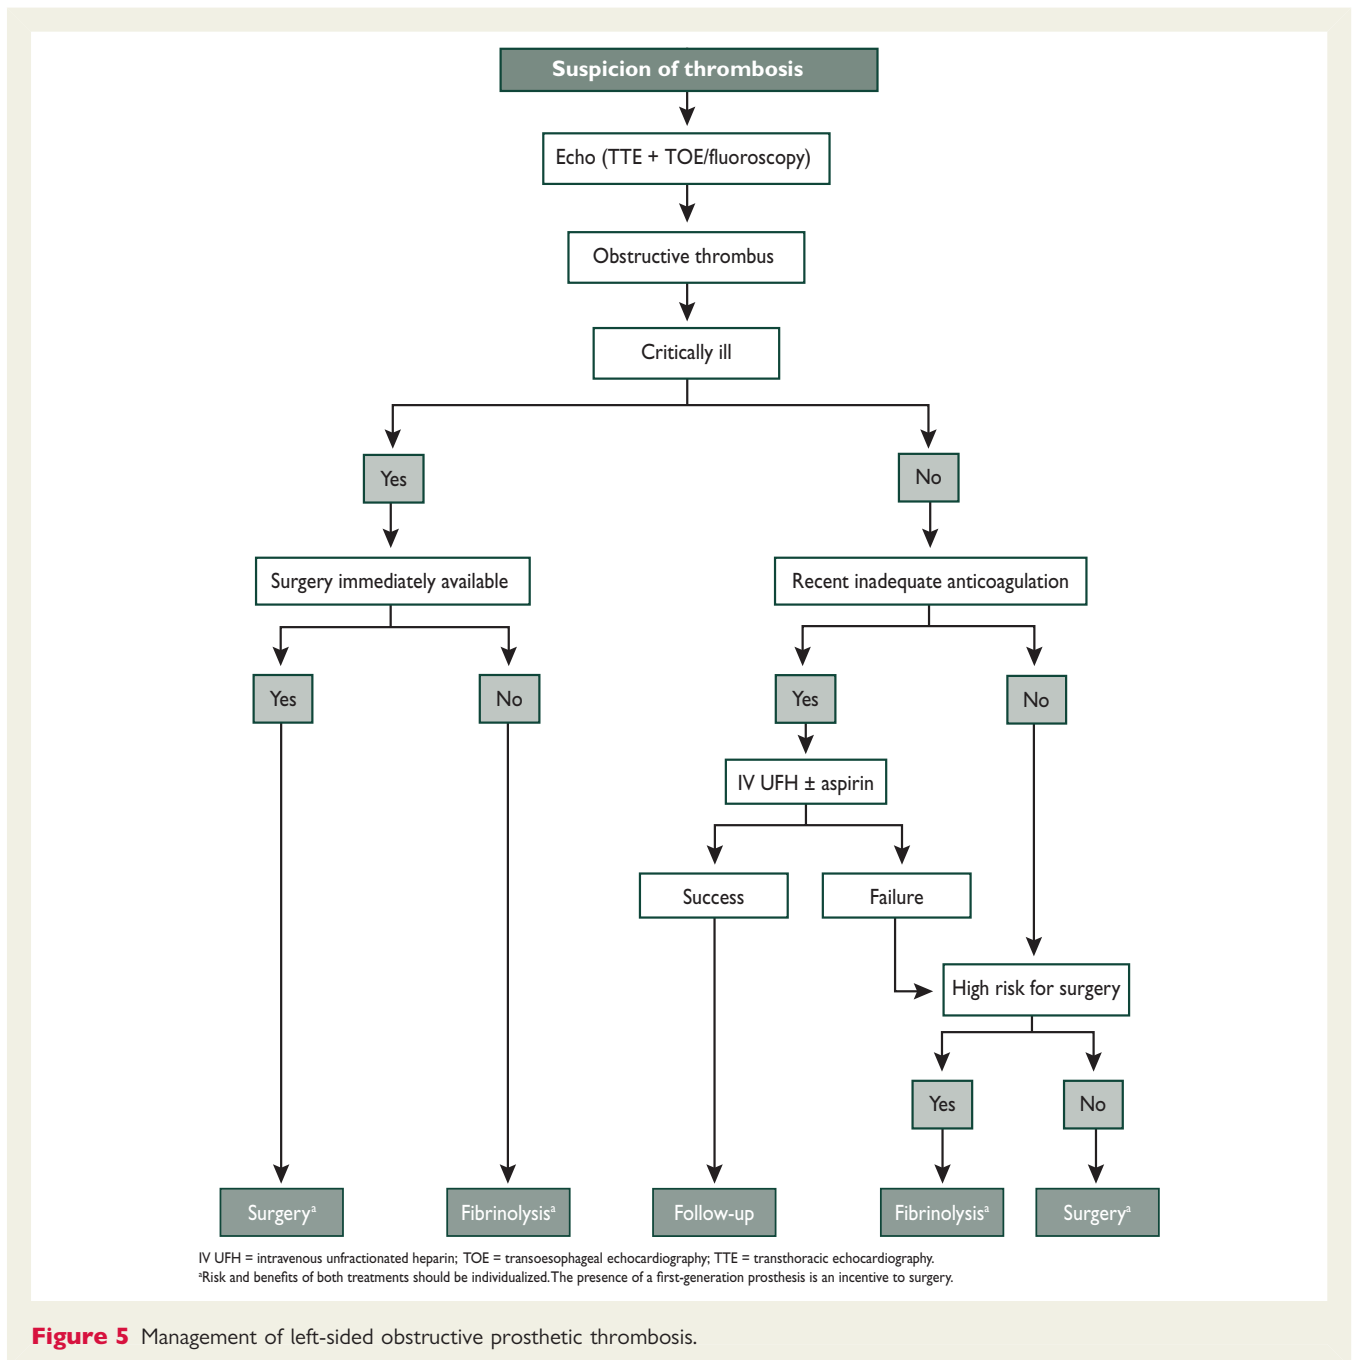 Suspicion of thrombosis
Echo (TTE + TOE/fluoroscopy)
Obstructive thrombus
Critically ill
Yes
No
Surgery immediately available
Recent inadequate anticoagulation
Yes
No
Yes
No
IV UFH ± aspirin
Success
Failure
High risk for surgery
Yes
No
Surgeryᵃ
Fibrinolysisᵃ
Follow-up
Fibrinolysisᵃ
Surgeryᵃ
IV UFH = intravenous unfractionated heparin; TOE = transoesophageal echocardiography; TTE = transthoracic echocardiography.
ᵃRisk and benefits of both treatments should be individualized. The presence of a first-generation prosthesis is an incentive to surgery.
Figure 5 Management of left-sided obstructive prosthetic thrombosis.